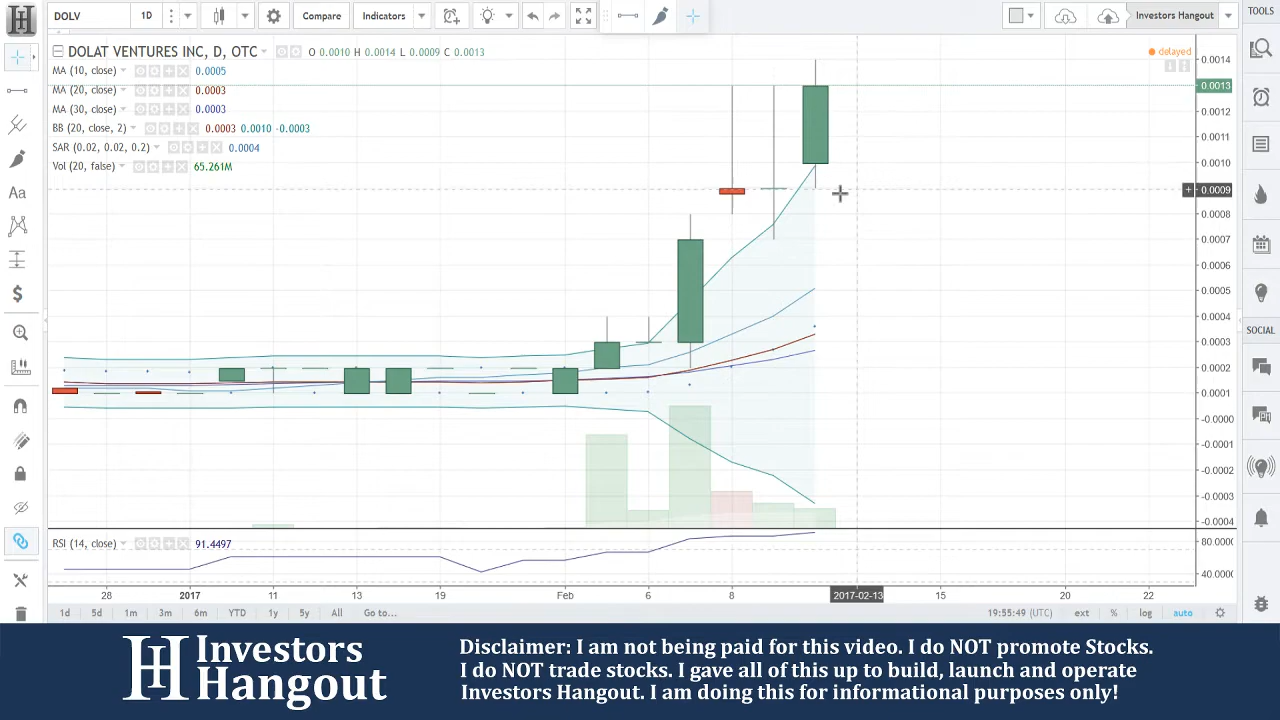 DOLV 1D Compare Indicators Investors Hangout TOOLS
DOLAT VENTURES INC, D, OTC O 0.0010 H 0.0014 L 0.0009 C 0.0013 delayed
MA (10, close) 0.0005
MA (20, close) 0.0003
MA (30, close) 0.0003
BB (20, close, 2) 0.0003 0.0010 -0.0003
SAR (0.02, 0.02, 0.2) 0.0004
Vol (20, false) 65.261M
Aa
$
0.0014
0.0013
0.0012
0.0011
0.0010
+ 0.0009
0.0008
0.0007
0.0006
0.0005
0.0004
0.0003
0.0002
0.0001
-0.0000
-0.0001
-0.0002
-0.0003
-0.0004
SOCIAL
RSI (14, close) 91.4497
80.000
40.000
28 2017 11 13 19 Feb 6 8 2017-02-13 15 20 22
1d 5d 1m 3m 6m YTD 1y 5y All Go to... 19:55:49 (UTC) ext % log auto
IH Investors
Hangout
Disclaimer: I am not being paid for this video. I do NOT promote Stocks.
I do NOT trade stocks. I gave all of this up to build, launch and operate
Investors Hangout. I am doing this for informational purposes only!